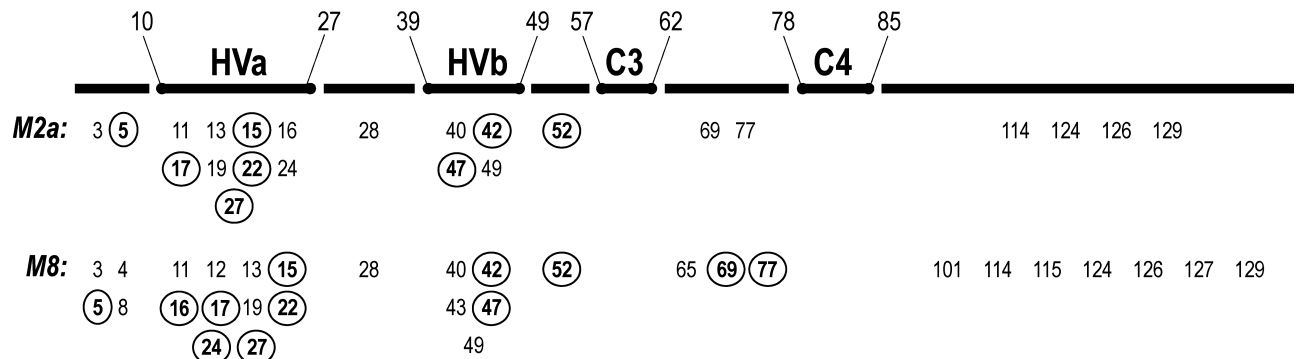 10 27 39 49 57 62 78 85
HVa HVb C3 C4
M2a: 3 5 11 13 15 16 28 40 42 52 69 77 114 124 126 129
17 19 22 24 47 49
27
M8: 3 4 11 12 13 15 28 40 42 52 65 69 77 101 114 115 124 126 127 129
5 8 16 17 19 22 43 47
24 27 49